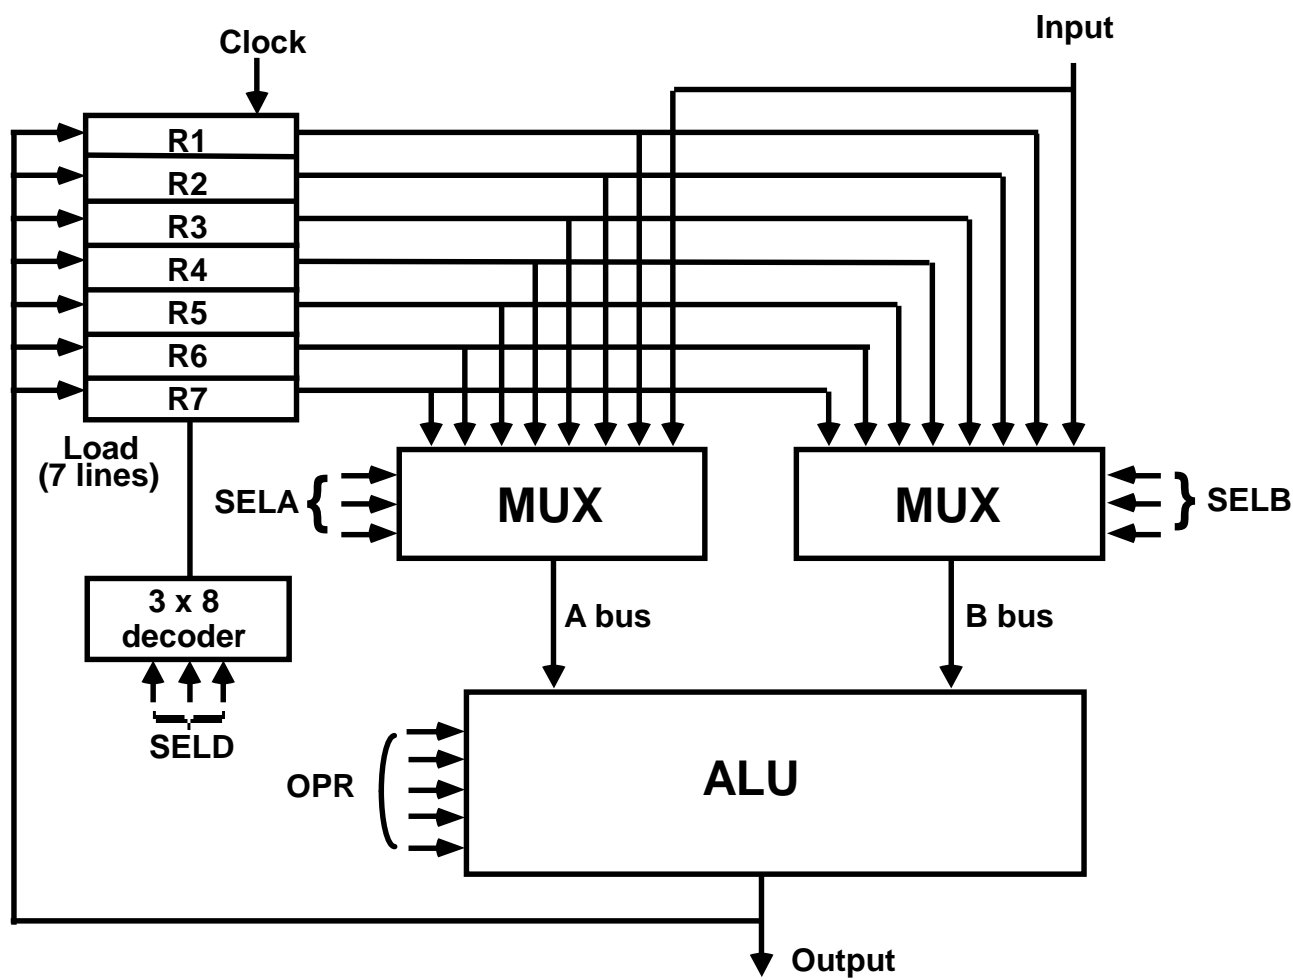 Clock
Input
R1
R2
R3
R4
R5
R6
R7
Load
(7 lines)
SELA {
MUX
MUX
} SELB
3 x 8
decoder
A bus
B bus
SELD
OPR
ALU
Output